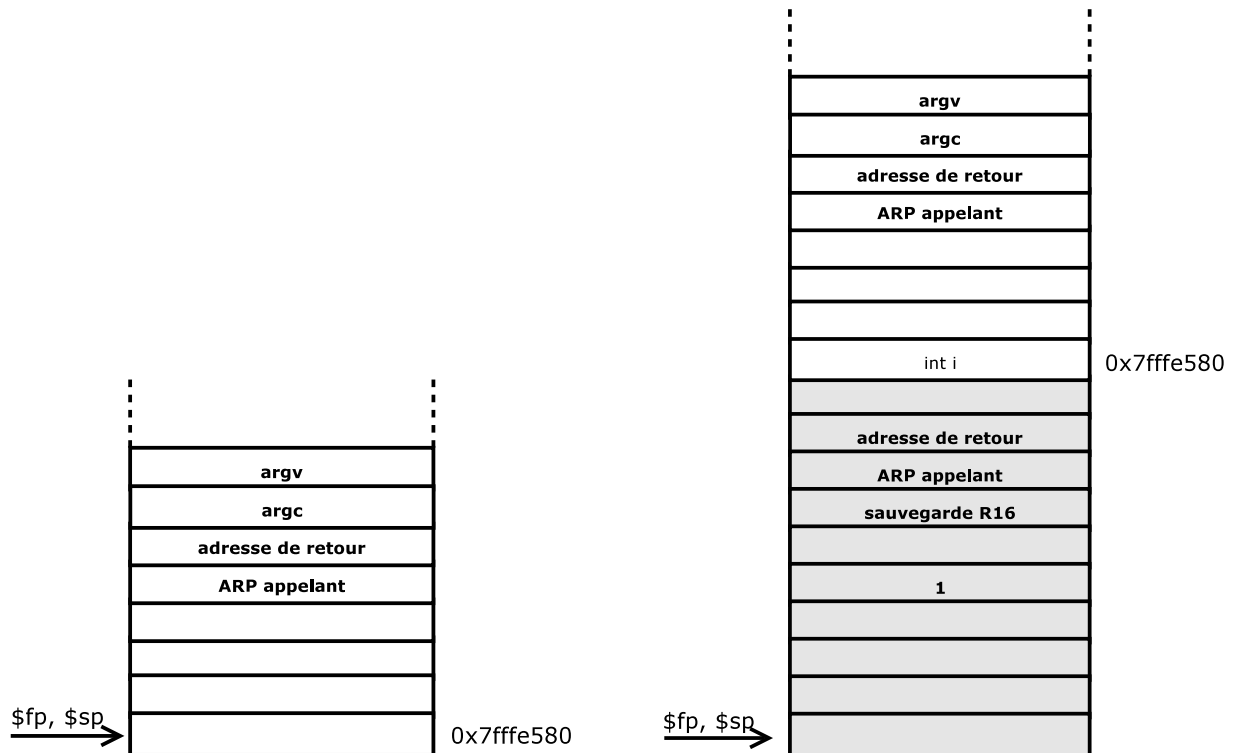 argv
argc
adresse de retour
ARP appelant
$fp, $sp
0x7fffe580
argv
argc
adresse de retour
ARP appelant
int i
0x7fffe580
adresse de retour
ARP appelant
sauvegarde R16
1
$fp, $sp